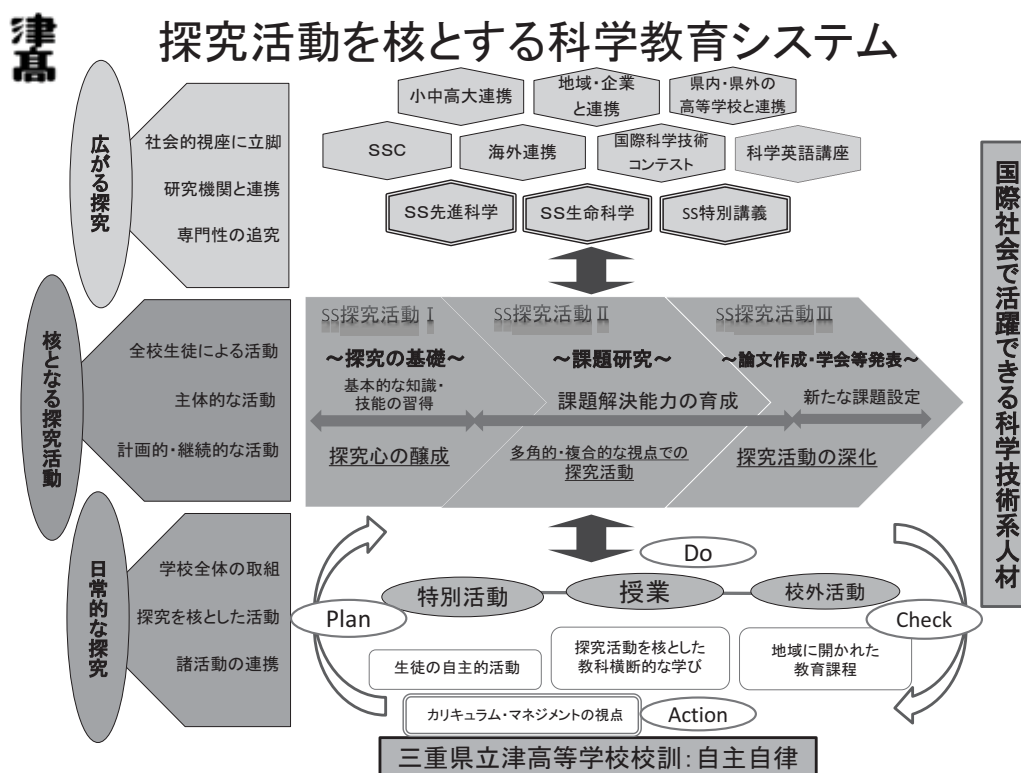 津高
探究活動を核とする科学教育システム
広がる探究
社会的視座に立脚
研究機関と連携
専門性の追究
小中高大連携
地域・企業
と連携
県内・県外の
高等学校と連携
SSC
海外連携
国際科学技術
コンテスト
科学英語講座
SS先進科学
SS生命科学
SS特別講義
核となる探究活動
全校生徒による活動
主体的な活動
計画的・継続的な活動
SS探究活動Ⅰ
～探究の基礎～
基本的な知識・
技能の習得
探究心の醸成
SS探究活動Ⅱ
～課題研究～
課題解決能力の育成
多角的・複合的な視点での
探究活動
SS探究活動Ⅲ
～論文作成・学会等発表～
新たな課題設定
探究活動の深化
日常的な探究
学校全体の取組
探究を核とした活動
諸活動の連携
Plan
Do
Check
Action
特別活動
授業
校外活動
生徒の自主的活動
探究活動を核とした
教科横断的な学び
地域に開かれた
教育課程
カリキュラム・マネジメントの視点
三重県立津高等学校校訓：自主自律
国際社会で活躍できる科学技術系人材